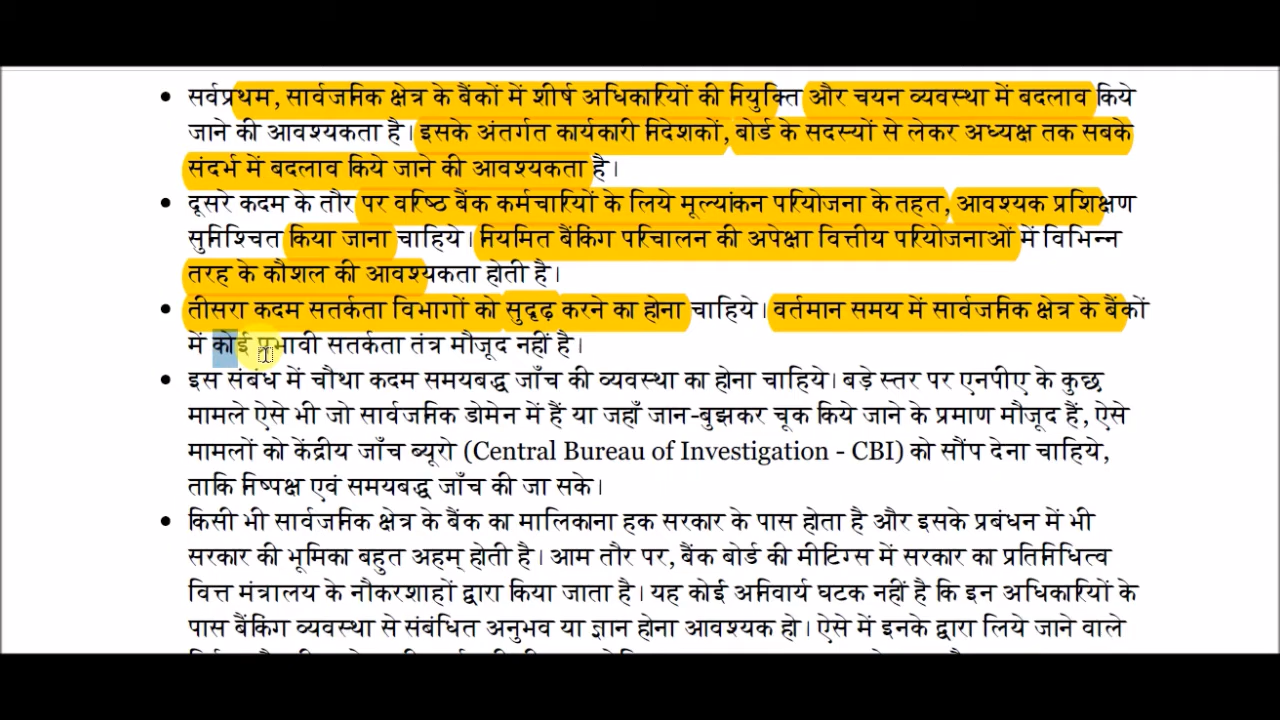 • सर्वप्रथम, सार्वजनिक क्षेत्र के बैंकों में शीर्ष अधिकारियों की नियुक्ति और चयन व्यवस्था में बदलाव किये
जाने की आवश्यकता है। इसके अंतर्गत कार्यकारी निदेशकों, बोर्ड के सदस्यों से लेकर अध्यक्ष तक सबके
संदर्भ में बदलाव किये जाने की आवश्यकता है।
• दूसरे कदम के तौर पर वरिष्ठ बैंक कर्मचारियों के लिये मूल्यांकन परियोजना के तहत, आवश्यक प्रशिक्षण
सुनिश्चित किया जाना चाहिये। नियमित बैंकिंग परिचालन की अपेक्षा वित्तीय परियोजनाओं में विभिन्न
तरह के कौशल की आवश्यकता होती है।
• तीसरा कदम सतर्कता विभागों को सुदृढ़ करने का होना चाहिये। वर्तमान समय में सार्वजनिक क्षेत्र के बैंकों
में कोई प्रभावी सतर्कता तंत्र मौजूद नहीं है।
• इस संबंध में चौथा कदम समयबद्ध जाँच की व्यवस्था का होना चाहिये। बड़े स्तर पर एनपीए के कुछ
मामले ऐसे भी जो सार्वजनिक डोमेन में हैं या जहाँ जान-बुझकर चूक किये जाने के प्रमाण मौजूद हैं, ऐसे
मामलों को केंद्रीय जाँच ब्यूरो (Central Bureau of Investigation - CBI) को सौंप देना चाहिये,
ताकि निष्पक्ष एवं समयबद्ध जाँच की जा सके।
• किसी भी सार्वजनिक क्षेत्र के बैंक का मालिकाना हक सरकार के पास होता है और इसके प्रबंधन में भी
सरकार की भूमिका बहुत अहम् होती है। आम तौर पर, बैंक बोर्ड की मीटिंग्स में सरकार का प्रतिनिधित्व
वित्त मंत्रालय के नौकरशाहों द्वारा किया जाता है। यह कोई अनिवार्य घटक नहीं है कि इन अधिकारियों के
पास बैंकिंग व्यवस्था से संबंधित अनुभव या ज्ञान होना आवश्यक हो। ऐसे में इनके द्वारा लिये जाने वाले